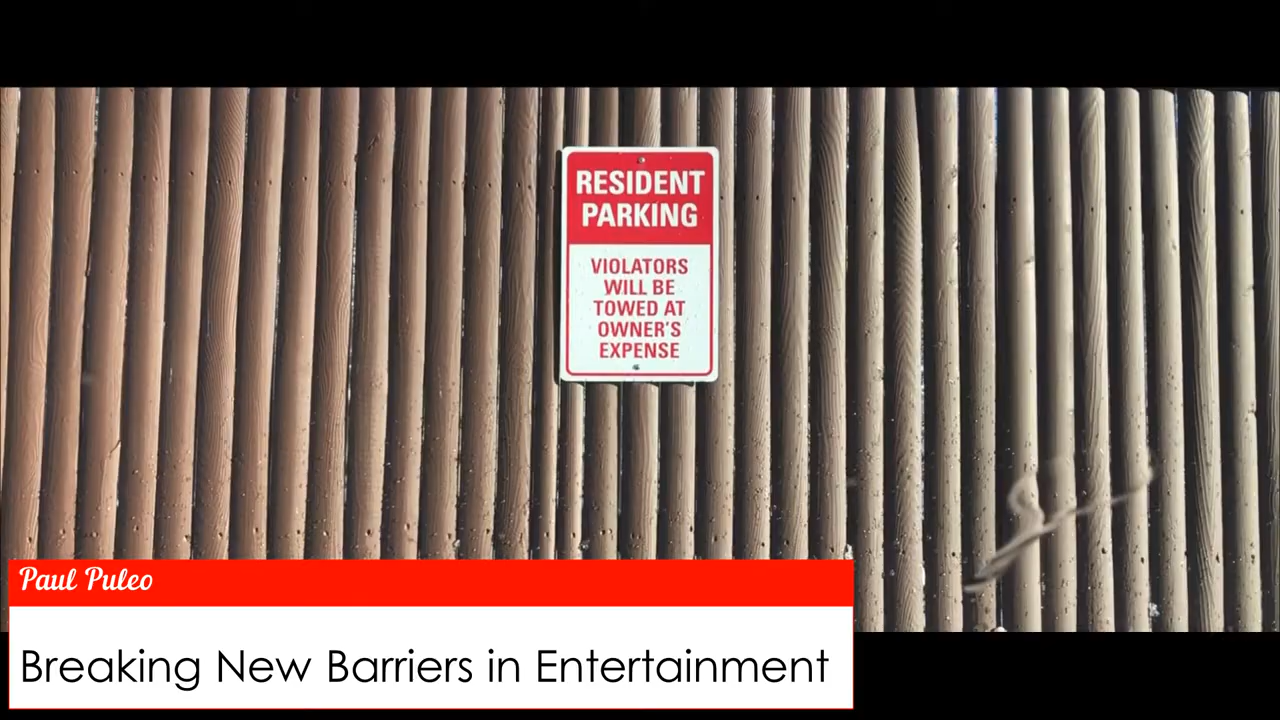 RESIDENT
PARKING
VIOLATORS
WILL BE
TOWED AT
OWNER'S
EXPENSE
Paul Puleo
Breaking New Barriers in Entertainment